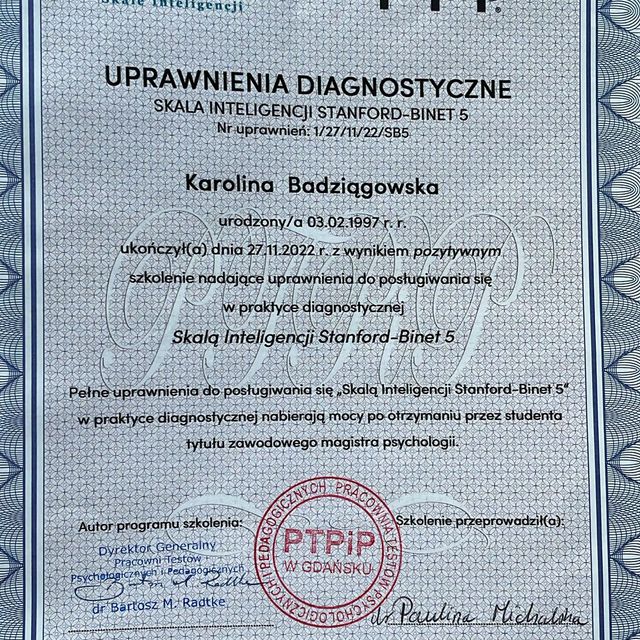 Skale Inteligencji
UPRAWNIENIA DIAGNOSTYCZNE
SKALA INTELIGENCJI STANFORD-BINET 5
Nr uprawnień: 1/27/11/22/SB5
Karolina Badziągowska
urodzony/a 03.02.1997 r. r.
ukończył(a) dnia 27.11.2022 r. z wynikiem pozytywnym
szkolenie nadające uprawnienia do posługiwania się
w praktyce diagnostycznej
Skalą Inteligencji Stanford-Binet 5
Pełne uprawnienia do posługiwania się „Skalą Inteligencji Stanford-Binet 5"
w praktyce diagnostycznej nabierają mocy po otrzymaniu przez studenta
tytułu zawodowego magistra psychologii.
Autor programu szkolenia:
Szkolenie przeprowadził(a):
Dyrektor Generalny
Pracowni Testów
Psychologicznych i Pedagogicznych
dr Bartosz M. Radtke
PRACOWNIA TESTÓW PSYCHOLOGICZNYCH I PEDAGOGICZNYCH
PTPiP
W GDAŃSKU
dr Paulina Michalska